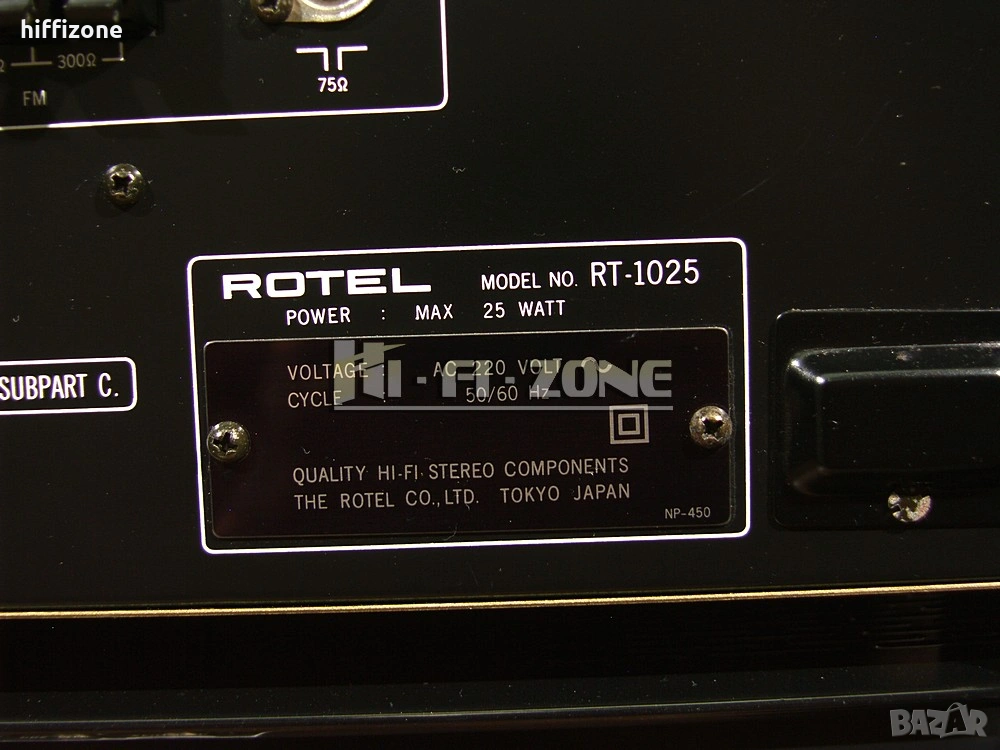 hiffizone
300Ω
75Ω
FM
ROTEL MODEL NO. RT-1025
POWER : MAX 25 WATT
SUBPART C.
VOLTAGE : AC 220 VOLT
CYCLE : 50/60 Hz
HI-FI-ZONE
QUALITY HI-FI STEREO COMPONENTS
THE ROTEL CO., LTD. TOKYO JAPAN
NP-450
BAZAR